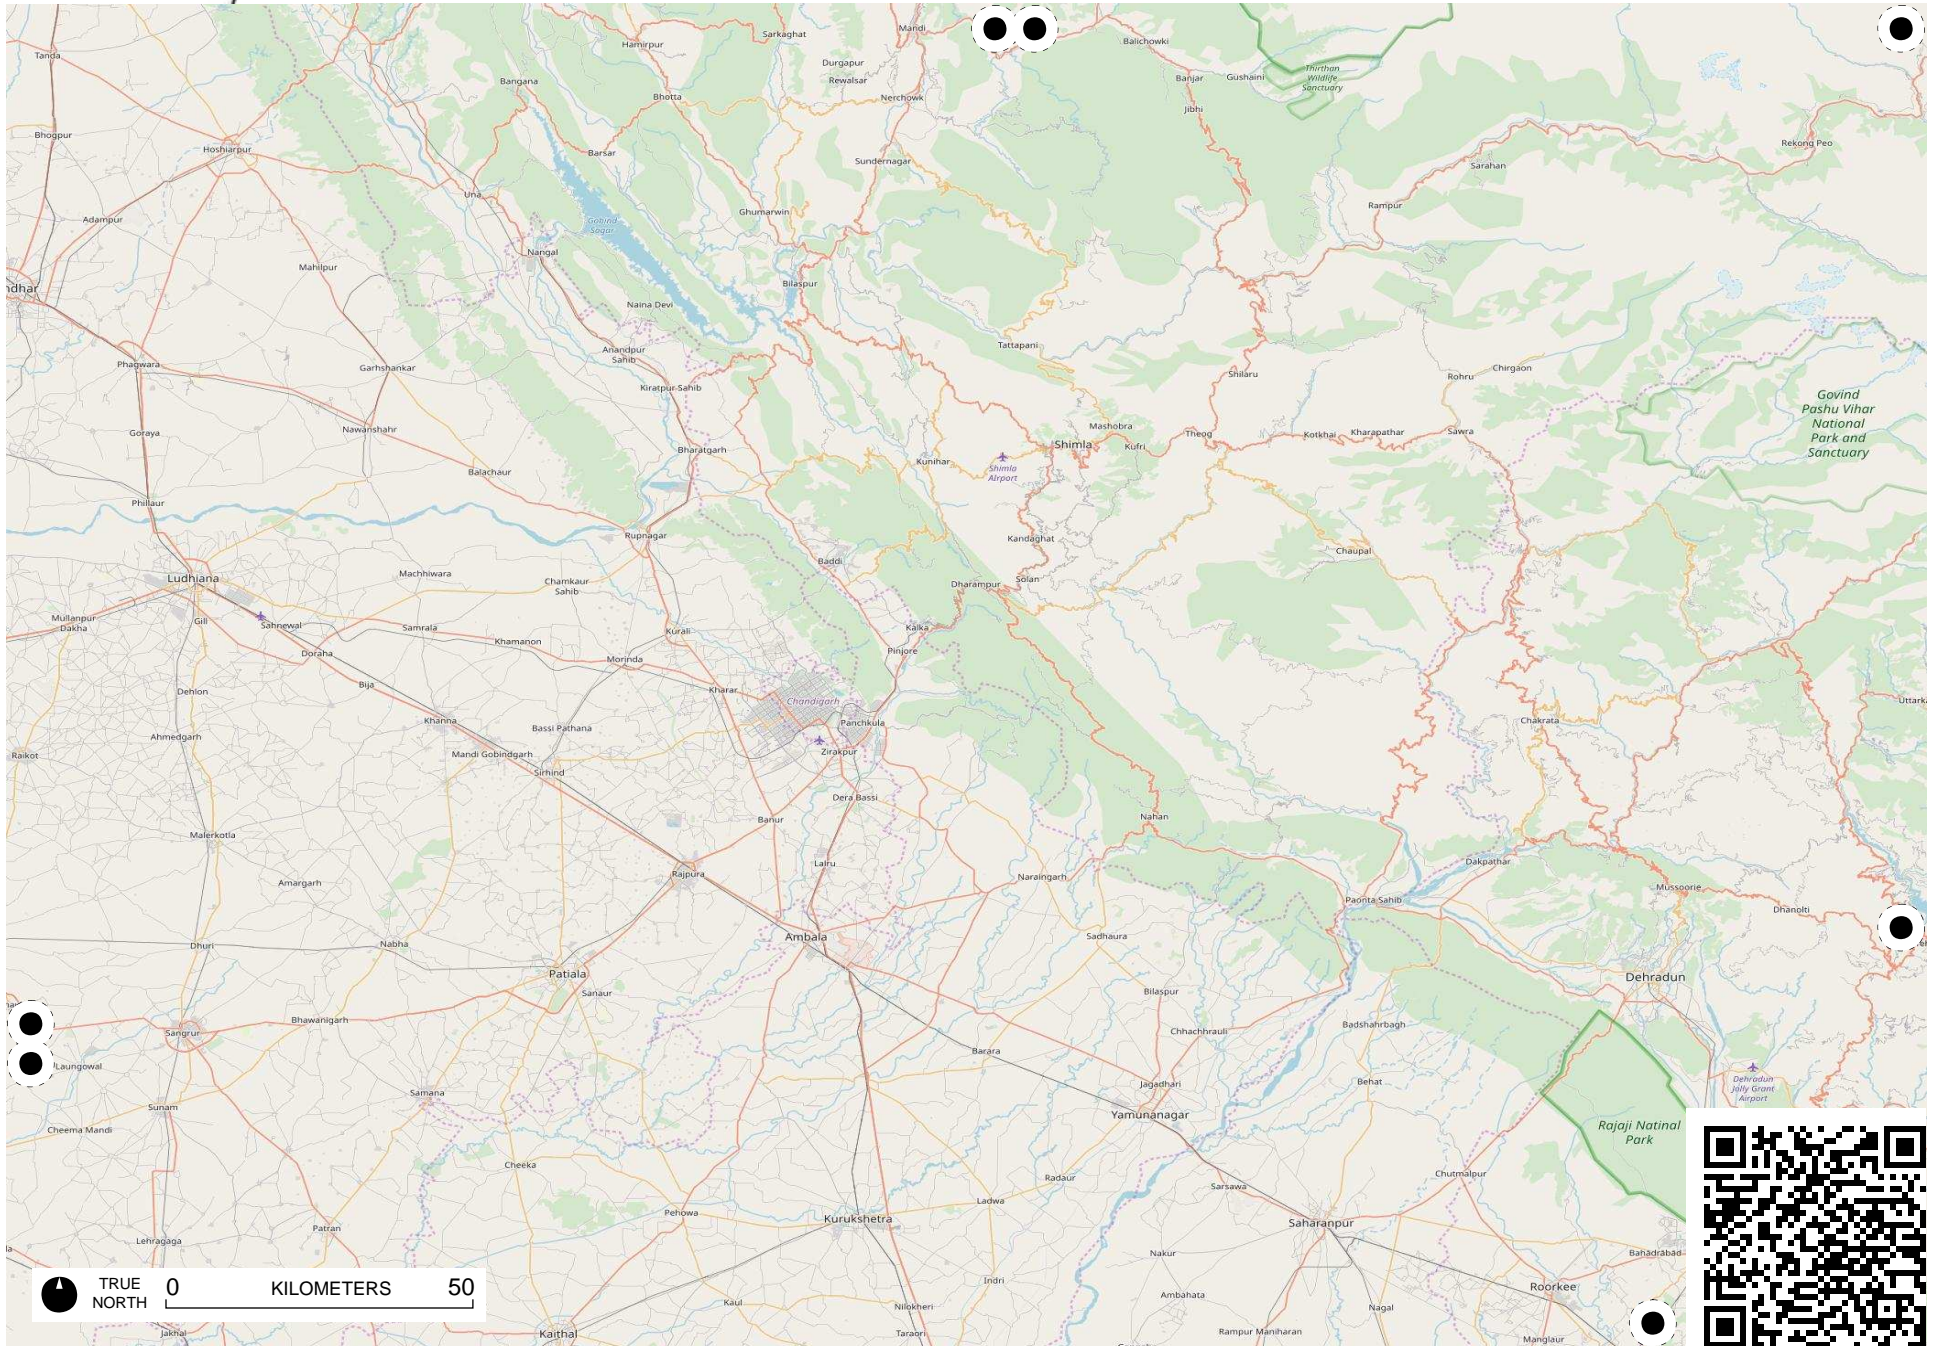 Tanda
Hamirpur
Sarkaghat
Mandi
Balichowki
Durgapur
Rewalsar
Bangana
Bhotta
Nerchowk
Banjar
Gushaini
Thirthan
Wildlife
Sanctuary
Jibhi
Bhogpur
Hoshiarpur
Barsar
Sundernagar
Sarahan
Rekong Peo
Una
Adampur
Gobind
Sagar
Ghumarwin
Rampur
Nangal
Mahilpur
ndhar
Naina Devi
Bilaspur
Anandpur
Sahib
Tattapani
Phagwara
Garhshankar
Kiratpur Sahib
Shilaru
Rohru
Chirgaon
Govind
Pashu Vihar
National
Park and
Sanctuary
Goraya
Nawanshahr
Bharatgarh
Mashobra
Shimla
Kufri
Theog
Kotkhai
Kharapathar
Sawra
Balachaur
Kunihar
Shimla
Airport
Phillaur
Rupnagar
Kandaghat
Chaupal
Baddi
Ludhiana
Machhiwara
Chamkaur
Sahib
Dharampur
Solan
Mullanpur
Dakha
Gill
Sahnewal
Samrala
Khamanon
Kurali
Kalka
Doraha
Morinda
Pinjore
Dehlon
Bija
Kharar
Chandigarh
Uttarka
Khanna
Bassi Pathana
Panchkula
Chakrata
Ahmedgarh
Raikot
Mandi Gobindgarh
Sirhind
Zirakpur
Dera Bassi
Malerkotla
Banur
Nahan
Amargarh
Rajpura
Lalru
Naraingarh
Dakpathar
Mussoorie
Paonta Sahib
Dhanolti
Dhuri
Nabha
Ambala
Sadhaura
Patiala
Sanaur
Bilaspur
Dehradun
Sangrur
Bhawanigarh
Chhachhrauli
Badshahrbagh
Laungowal
Barara
Behat
Dehradun
Jolly Grant
Airport
Samana
Jagadhari
Sunam
Yamunanagar
Cheema Mandi
Rajaji Natinal
Park
Cheeka
Radaur
Sarsawa
Chutmalpur
Pehowa
Ladwa
Patran
Kurukshetra
Saharanpur
Lehragaga
Nakur
Bahadrabad
TRUE
NORTH
0 KILOMETERS 50
Indri
Roorkee
Kaul
Nilokheri
Ambahata
Nagal
Jakhal
Kaithal
Taraori
Rampur Maniharan
Manglaur